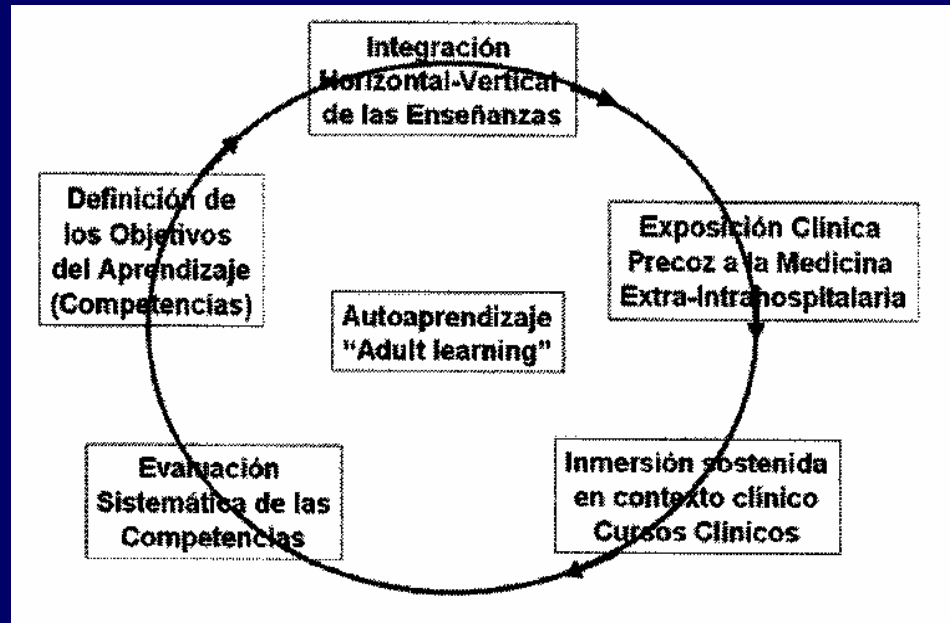 Integración
Horizontal-Vertical
de las Enseñanzas
Definición de
los Objetivos
del Aprendizaje
(Competencias)
Exposición Clínica
Precoz a la Medicina
Extra-Intrahospitalaria
Autoaprendizaje
“Adult learning”
Evaluación
Sistemática de las
Competencias
Inmersión sostenida
en contexto clínico
Cursos Clínicos